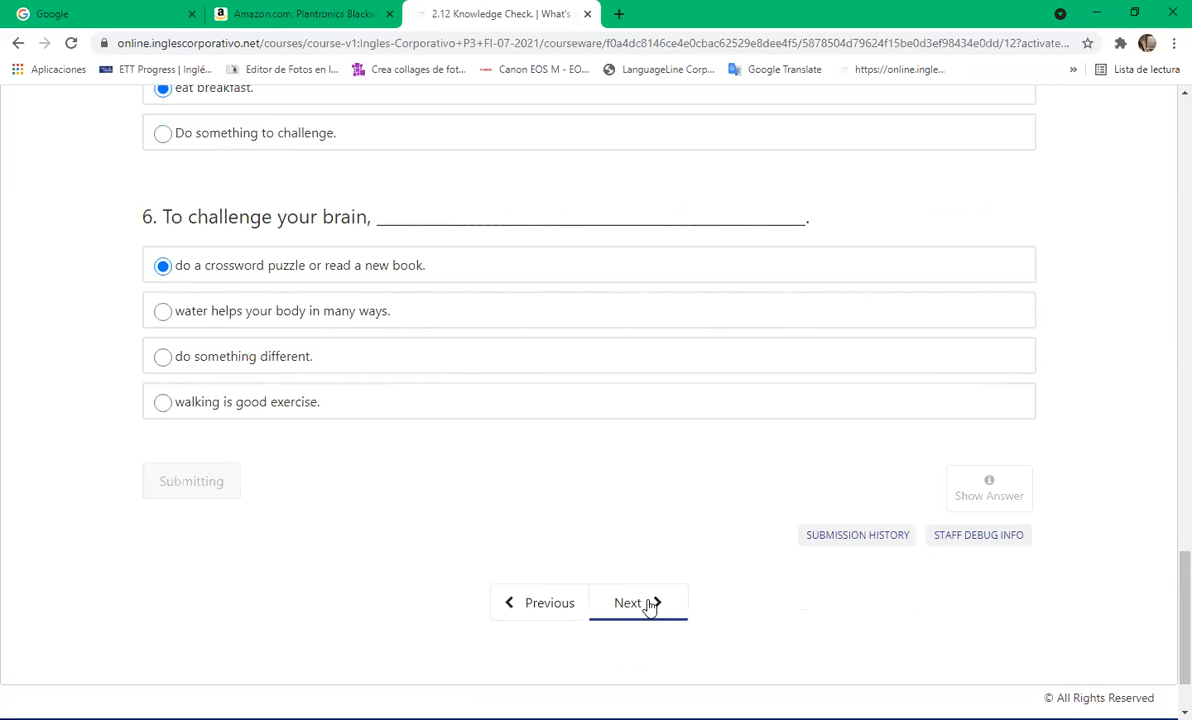 Google
Amazon.com: Plantronics Blackw
2.12 Knowledge Check. | What's
online.inglescorporativo.net/courses/course-v1:Ingles-Corporativo+P3+FI-07-2021/courseware/f0a4dc8146ce4e0cbac62529e8dee4f5/5878504d79624f15be0d3ef98434e0dd/12?activate...
Aplicaciones
ETT Progress | Inglé...
Editor de Fotos en l...
Crea collages de fot...
Canon EOS M - EO...
LanguageLine Corp...
Google Translate
https://online.ingle...
»
Lista de lectura
eat breakfast.
Do something to challenge.
6. To challenge your brain, ____________________________________________.
do a crossword puzzle or read a new book.
water helps your body in many ways.
do something different.
walking is good exercise.
Submitting
Show Answer
SUBMISSION HISTORY
STAFF DEBUG INFO
Previous
Next
© All Rights Reserved